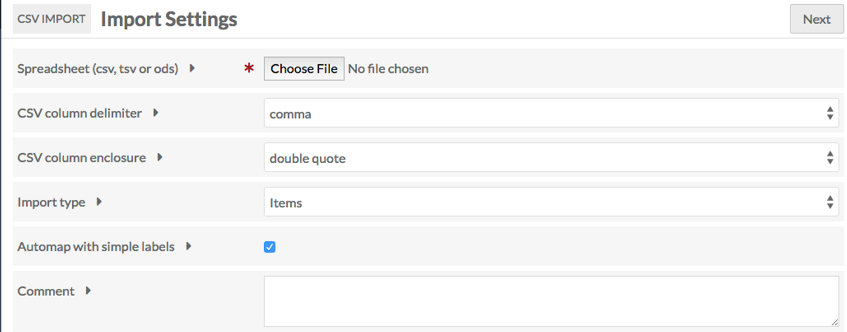 CSV IMPORT Import Settings Next
Spreadsheet (csv, tsv or ods) * Choose File No file chosen
CSV column delimiter comma
CSV column enclosure double quote
Import type Items
Automap with simple labels
Comment